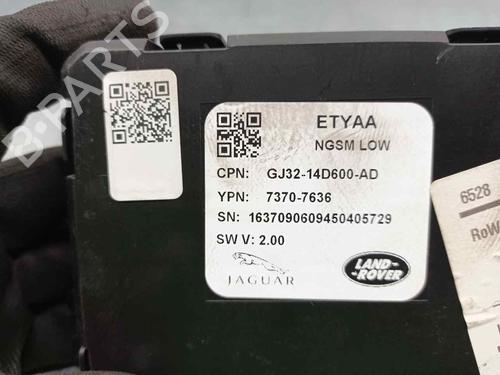 B-PARTS
ETYAA
NGSM LOW
CPN: GJ32-14D600-AD
YPN: 7370-7636
SN: 1637090609450405729
SW V: 2.00
JAGUAR
LAND-
ROVER
6528
RoW